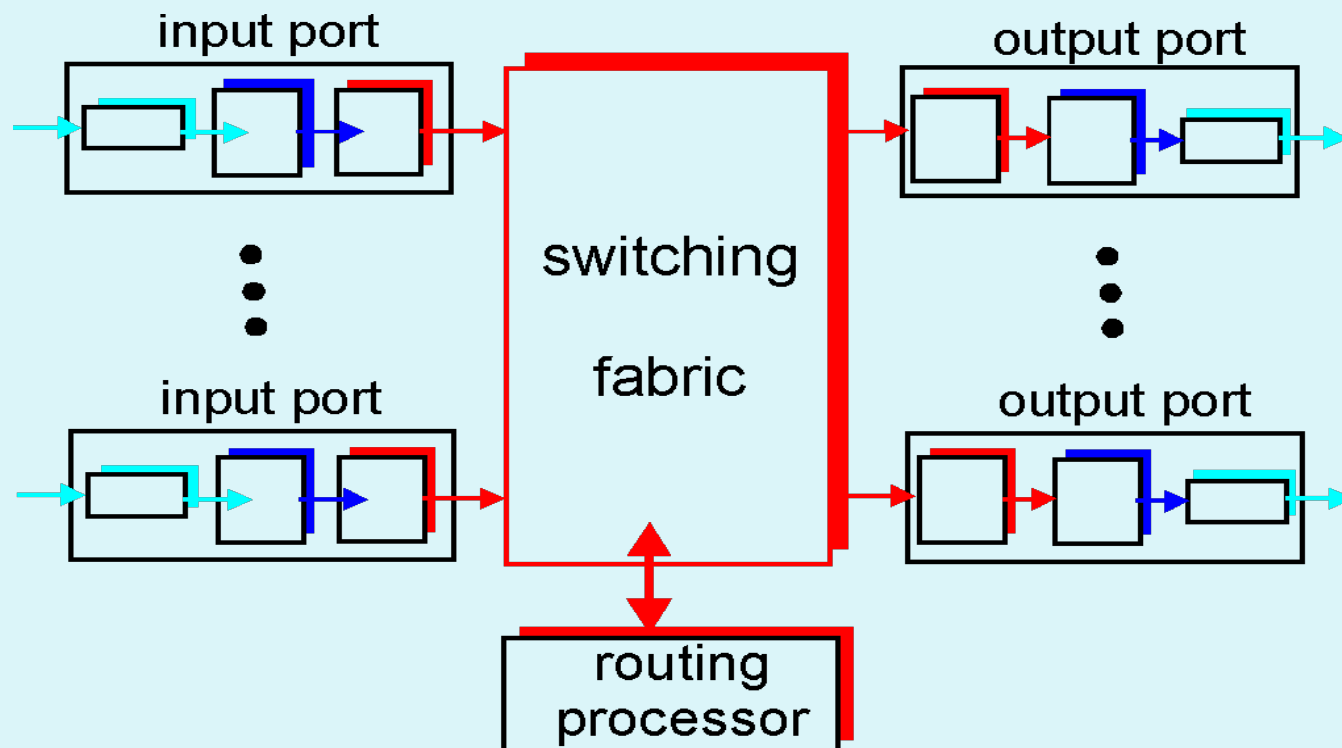 input port
output port
switching
fabric
input port
output port
routing
processor